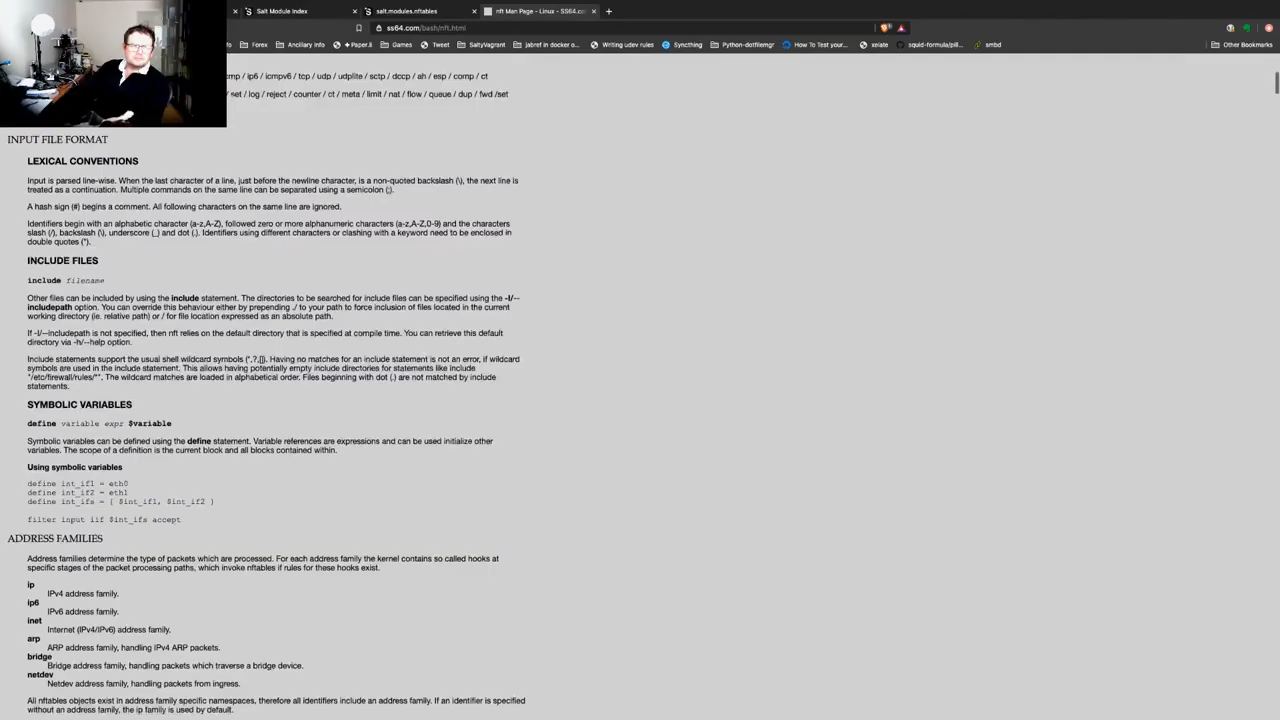 Salt Module Index
salt.modules.nftables
nft Man Page - Linux - SS64.co
ss64.com/bash/nft.html
Forex
Ancillary Info
Paper.li
Games
Tweet
SaltyVagrant
jabref in docker o...
Writing udev rules
Syncthing
Python-dotfilemgr
How To Test your...
xelate
squid-formula/pill...
smbd
Other Bookmarks
cmp / ip6 / icmpv6 / tcp / udp / udplite / sctp / dccp / ah / esp / comp / ct
/ set / log / reject / counter / ct / meta / limit / nat / flow / queue / dup / fwd /set
INPUT FILE FORMAT
LEXICAL CONVENTIONS
Input is parsed line-wise. When the last character of a line, just before the newline character, is a non-quoted backslash (\), the next line is
treated as a continuation. Multiple commands on the same line can be separated using a semicolon (;).
A hash sign (#) begins a comment. All following characters on the same line are ignored.
Identifiers begin with an alphabetic character (a-z,A-Z), followed zero or more alphanumeric characters (a-z,A-Z,0-9) and the characters
slash (/), backslash (\), underscore (_) and dot (.). Identifiers using different characters or clashing with a keyword need to be enclosed in
double quotes (").
INCLUDE FILES
include filename
Other files can be included by using the include statement. The directories to be searched for include files can be specified using the -I/--
includepath option. You can override this behaviour either by prepending ./ to your path to force inclusion of files located in the current
working directory (ie. relative path) or / for file location expressed as an absolute path.
If -I/--includepath is not specified, then nft relies on the default directory that is specified at compile time. You can retrieve this default
directory via -h/--help option.
Include statements support the usual shell wildcard symbols (*,?,[]). Having no matches for an include statement is not an error, if wildcard
symbols are used in the include statement. This allows having potentially empty include directories for statements like include
"/etc/firewall/rules/*". The wildcard matches are loaded in alphabetical order. Files beginning with dot (.) are not matched by include
statements.
SYMBOLIC VARIABLES
define variable expr $variable
Symbolic variables can be defined using the define statement. Variable references are expressions and can be used initialize other
variables. The scope of a definition is the current block and all blocks contained within.
Using symbolic variables
define int_if1 = eth0
define int_if2 = eth1
define int_ifs = { $int_if1, $int_if2 }
filter input iif $int_ifs accept
ADDRESS FAMILIES
Address families determine the type of packets which are processed. For each address family the kernel contains so called hooks at
specific stages of the packet processing paths, which invoke nftables if rules for these hooks exist.
ip
IPv4 address family.
ip6
IPv6 address family.
inet
Internet (IPv4/IPv6) address family.
arp
ARP address family, handling IPv4 ARP packets.
bridge
Bridge address family, handling packets which traverse a bridge device.
netdev
Netdev address family, handling packets from ingress.
All nftables objects exist in address family specific namespaces, therefore all identifiers include an address family. If an identifier is specified
without an address family, the ip family is used by default.